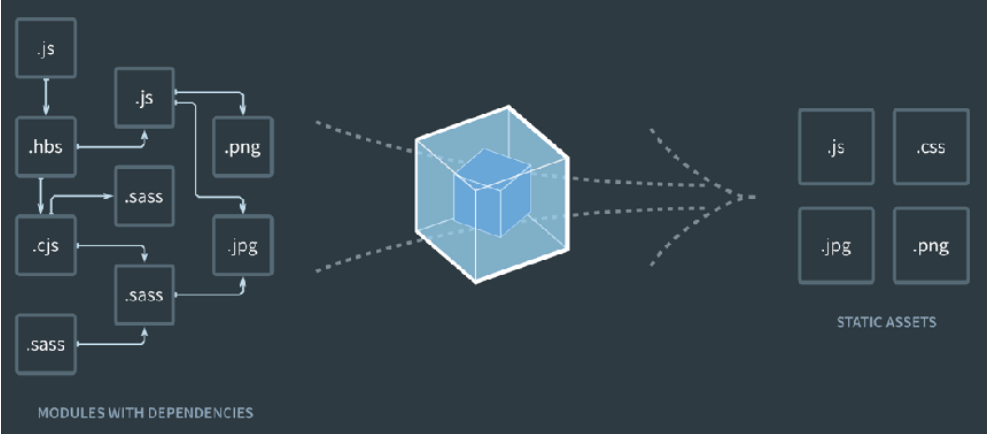 .js
.js
.hbs
.png
.sass
.cjs
.jpg
.sass
.sass
MODULES WITH DEPENDENCIES
.js
.css
.jpg
.png
STATIC ASSETS